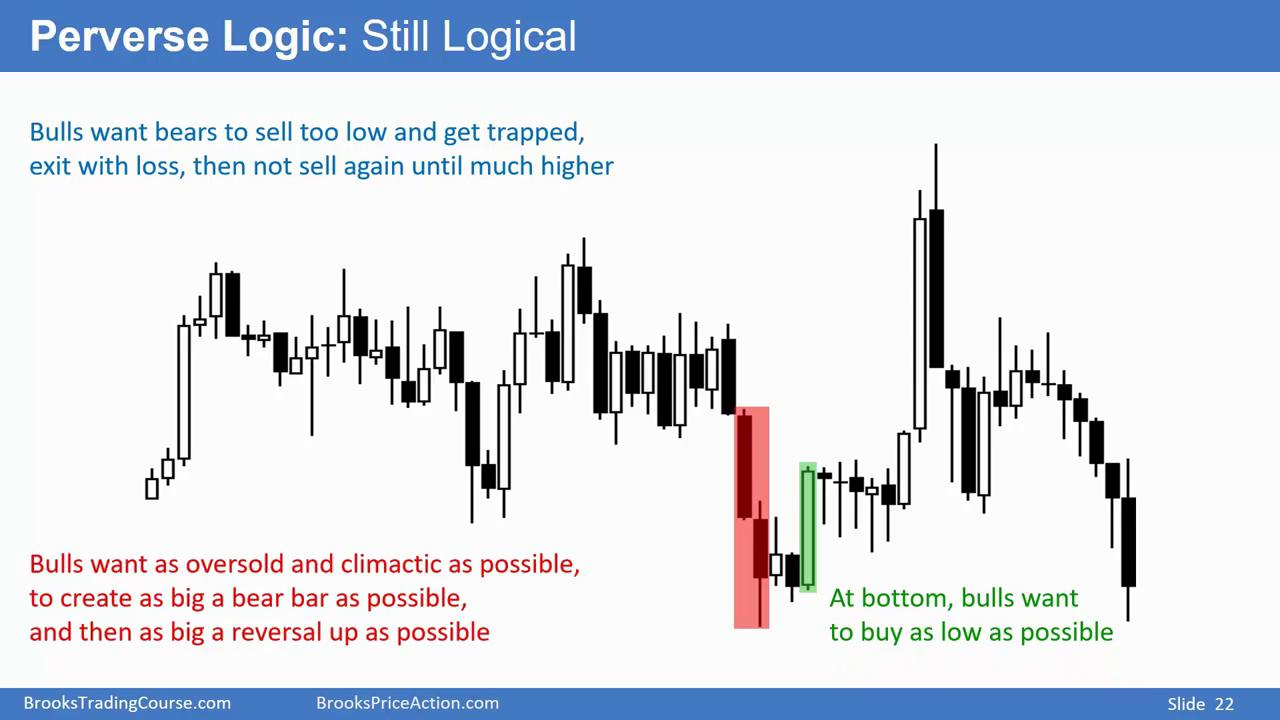 Perverse Logic: Still Logical
Bulls want bears to sell too low and get trapped,
exit with loss, then not sell again until much higher
Bulls want as oversold and climactic as possible,
to create as big a bear bar as possible,
and then as big a reversal up as possible
At bottom, bulls want
to buy as low as possible
BrooksTradingCourse.com
BrooksPriceAction.com
Slide 22